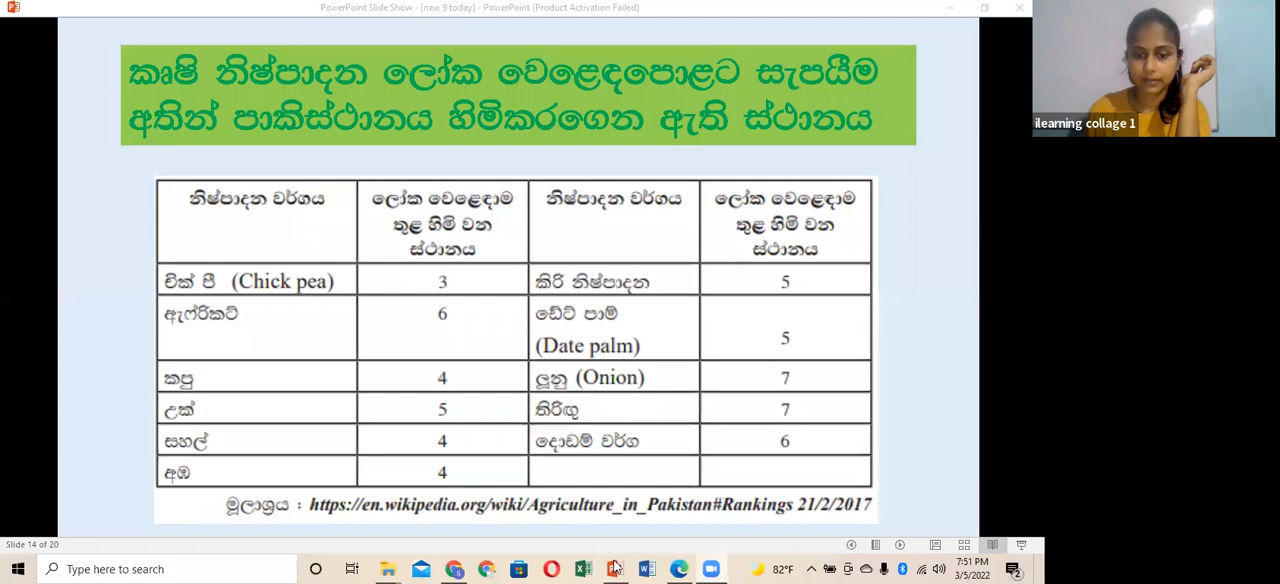 PowerPoint Slide Show - [new 9 today] - PowerPoint (Product Activation Failed)
කෘෂි නිෂ්පාදන ලෝක වෙළෙඳපොළට සැපයීම
අතින් පාකිස්ථානය හිමිකරගෙන ඇති ස්ථානය
ilearning collage 1
නිෂ්පාදන වර්ගය ලෝක වෙළෙඳාම නිෂ්පාදන වර්ගය ලෝක වෙළෙඳාම
තුළ හිමි වන තුළ හිමි වන
ස්ථානය ස්ථානය
චික් පී (Chick pea) 3 කිරි නිෂ්පාදන 5
ඇෆ්රිකට් 6 ඩේට් පාම්
(Date palm) 5
කපු 4 ලූනු (Onion) 7
උක් 5 තිරිඟු 7
සහල් 4 දොඩම් වර්ග 6
අඹ 4
මූලාශ්‍රය : https://en.wikipedia.org/wiki/Agriculture_in_Pakistan#Rankings 21/2/2017
Slide 14 of 20
Type here to search
82°F
7:51 PM
3/5/2022